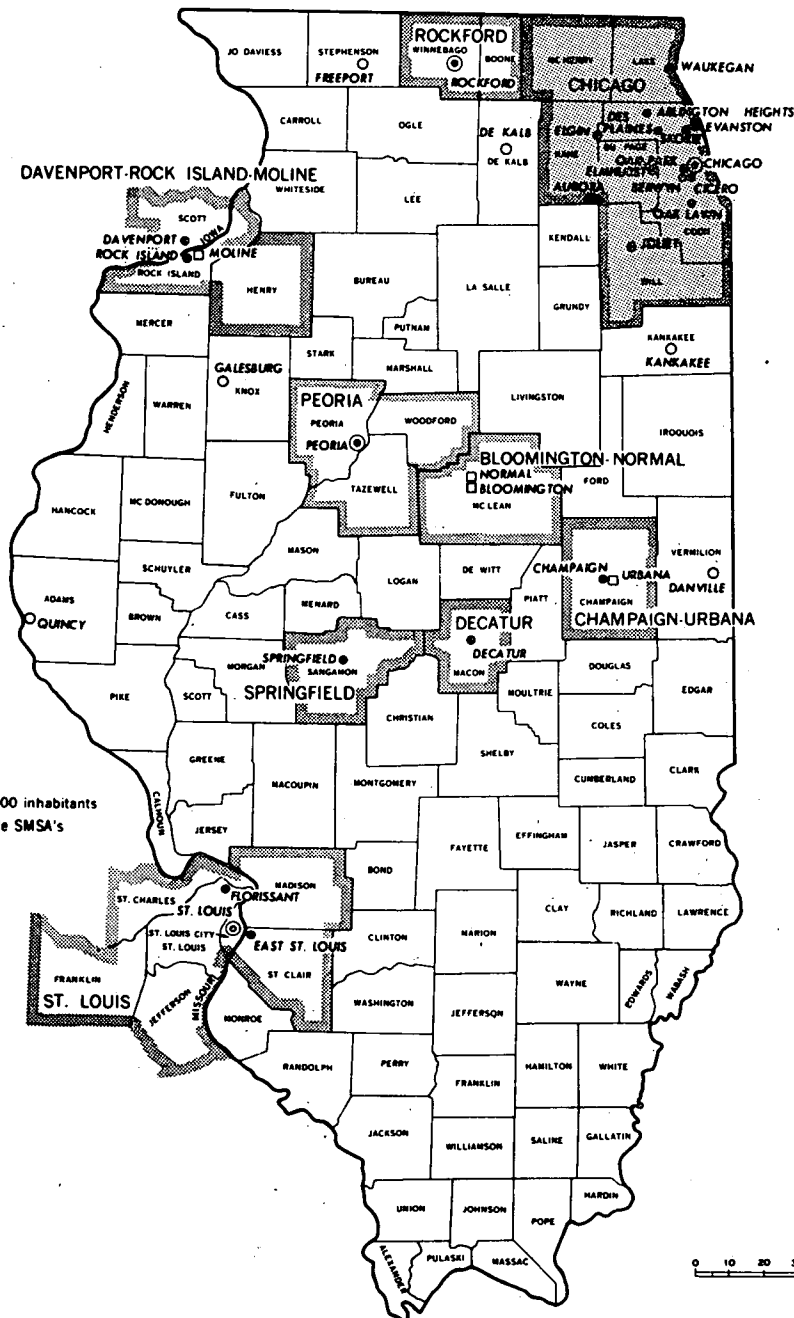 ROCKFORD
JO DAVIESS
STEPHENSON
WINNEBAGO
BOONE
MC HENRY
LAKE
FREEPORT
ROCKFORD
CHICAGO
WAUKEGAN
CARROLL
OGLE
DE KALB
DE KALB
ELGIN
DES
PLAINES
ARLINGTON HEIGHTS
SKOKIE
EVANSTON
KANE
DU PAGE
OAK PARK
CHICAGO
ELMHURST
BERWYN
CICERO
AURORA
OAK LAWN
COOK
JOLIET
WILL
DAVENPORT-ROCK ISLAND-MOLINE
WHITESIDE
LEE
SCOTT
IOWA
DAVENPORT
ROCK ISLAND
MOLINE
ROCK ISLAND
HENRY
BUREAU
LA SALLE
KENDALL
GRUNDY
MERCER
PUTNAM
KANKAKEE
KANKAKEE
STARK
MARSHALL
GALESBURG
KNOX
HENDERSON
WARREN
PEORIA
PEORIA
WOODFORD
LIVINGSTON
IROQUOIS
PEORIA
BLOOMINGTON-NORMAL
NORMAL
BLOOMINGTON
FORD
TAZEWELL
MC LEAN
HANCOCK
MC DONOUGH
FULTON
MASON
SCHUYLER
LOGAN
DE WITT
CHAMPAIGN
URBANA
VERMILION
DANVILLE
ADAMS
QUINCY
BROWN
CASS
MENARD
PIATT
CHAMPAIGN
CHAMPAIGN-URBANA
DECATUR
DECATUR
MACON
SPRINGFIELD
SANGAMON
SPRINGFIELD
MORGAN
PIKE
SCOTT
MOULTRIE
DOUGLAS
EDGAR
CHRISTIAN
COLES
SHELBY
GREENE
MACOUPIN
MONTGOMERY
CUMBERLAND
CLARK
00 inhabitants
e SMSA's
CALHOUN
JERSEY
FAYETTE
EFFINGHAM
JASPER
CRAWFORD
MADISON
BOND
ST. CHARLES
FLORISSANT
ST. LOUIS
ST. LOUIS CITY
ST. LOUIS
EAST ST. LOUIS
ST CLAIR
CLINTON
MARION
CLAY
RICHLAND
LAWRENCE
FRANKLIN
ST. LOUIS
JEFFERSON
MISSOURI
MONROE
WASHINGTON
JEFFERSON
WAYNE
EDWARDS
WABASH
RANDOLPH
PERRY
FRANKLIN
HAMILTON
WHITE
JACKSON
WILLIAMSON
SALINE
GALLATIN
UNION
JOHNSON
POPE
HARDIN
ALEXANDER
PULASKI
MASSAC
0 10 20